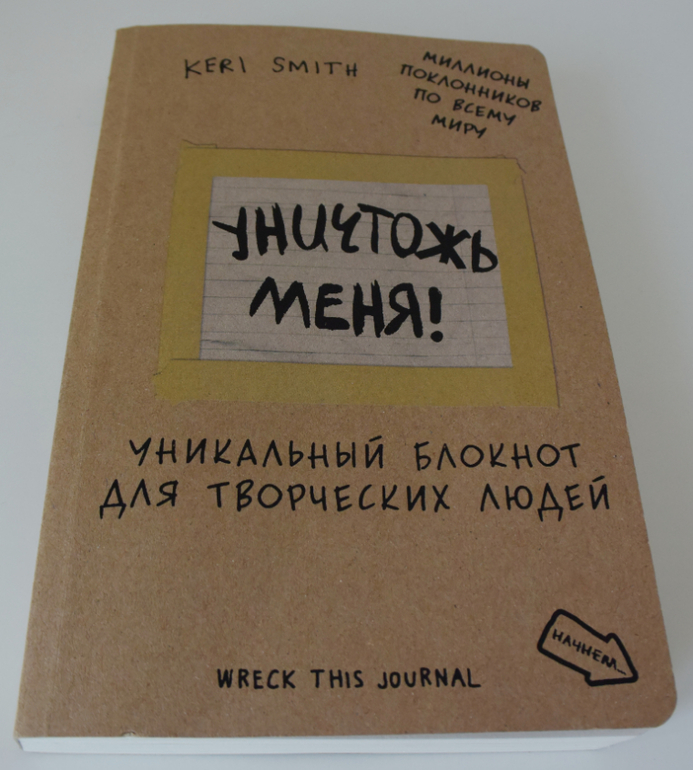 KERI SMITH
МИЛЛИОНЫ
ПОКЛОННИКОВ
ПО ВСЕМУ
МИРУ
УНИЧТОЖЬ
МЕНЯ!
УНИКАЛЬНЫЙ БЛОКНОТ
ДЛЯ ТВОРЧЕСКИХ ЛЮДЕЙ
НАЧНЕМ...
WRECK THIS JOURNAL